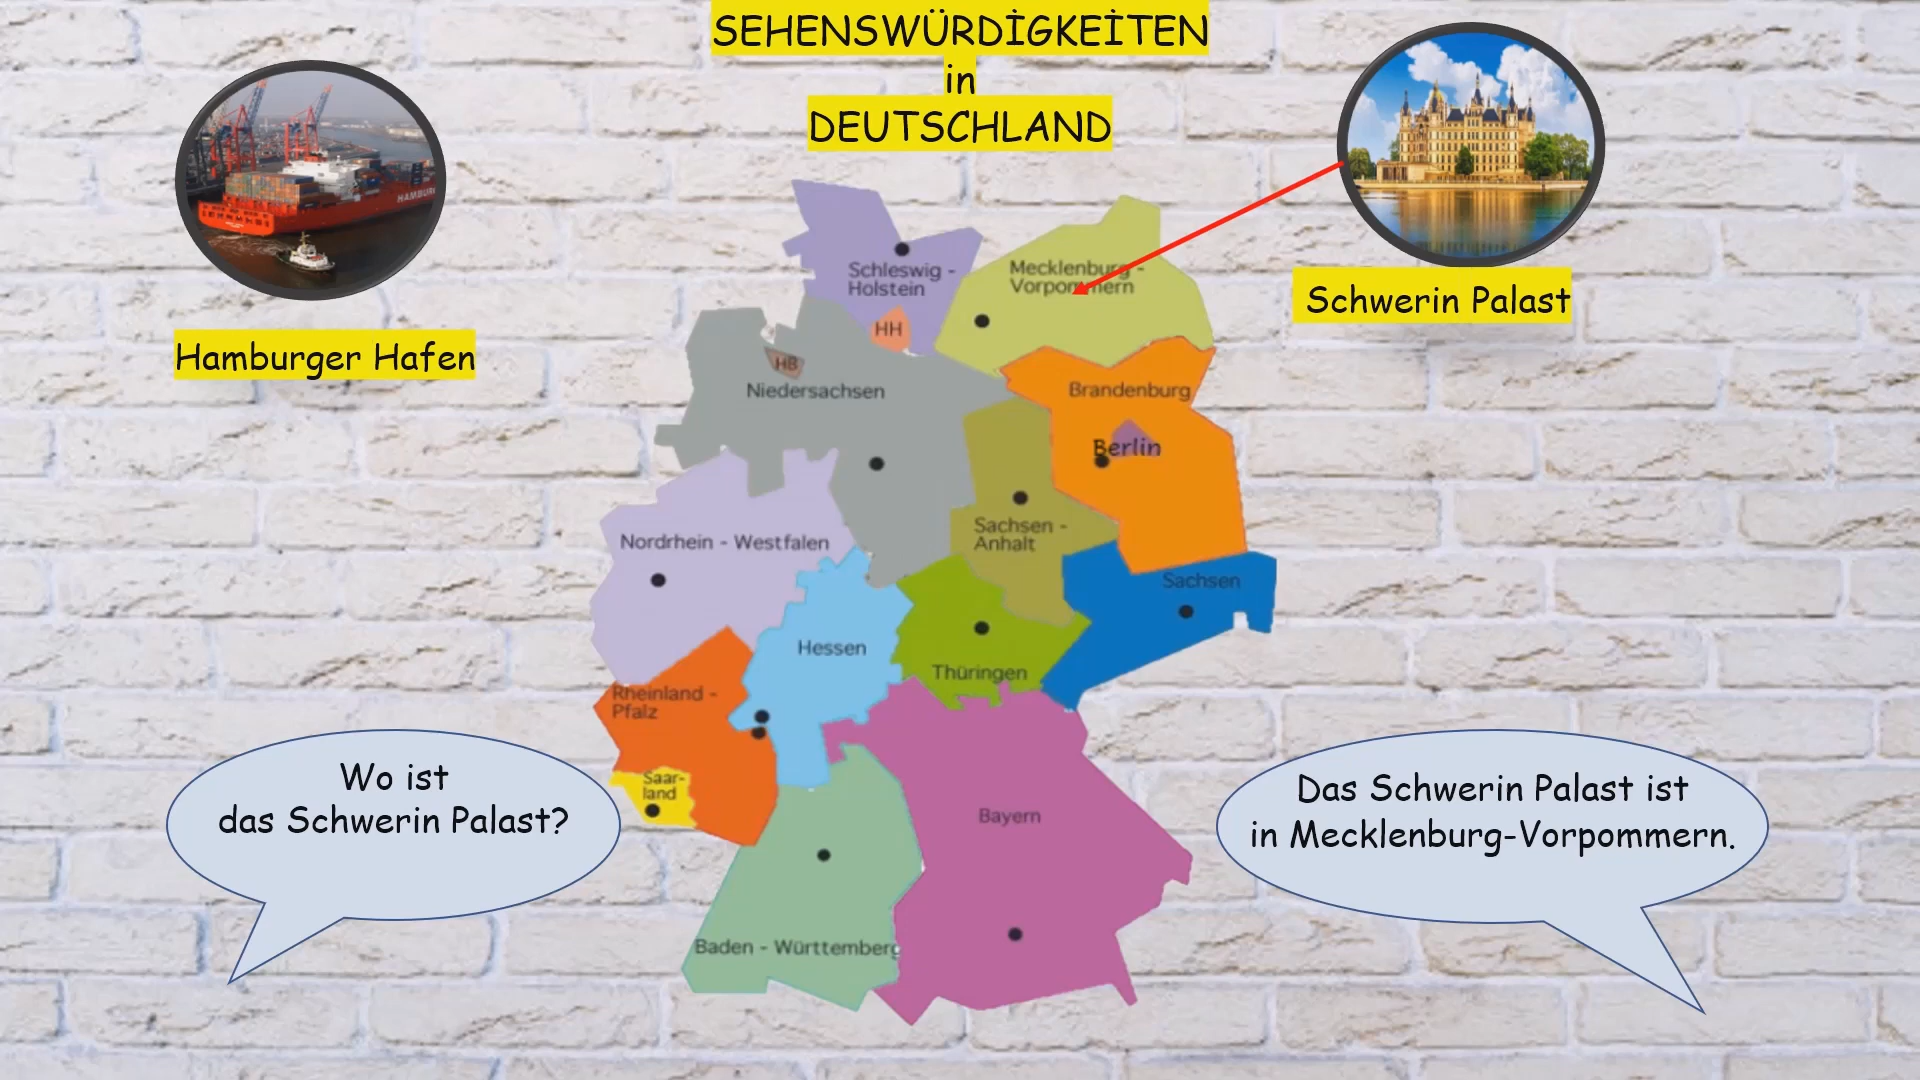 SEHENSWÜRDİGKEİTEN
in
DEUTSCHLAND
HAMBUR
Hamburger Hafen
Schwerin Palast
Schleswig -
Holstein
Mecklenburg -
Vorpommern
HH
HB
Niedersachsen
Brandenburg
Berlin
Sachsen -
Anhalt
Nordrhein - Westfalen
Sachsen
Hessen
Thüringen
Rheinland -
Pfalz
Saar-
land
Bayern
Baden - Württemberg
Wo ist
das Schwerin Palast?
Das Schwerin Palast ist
in Mecklenburg-Vorpommern.